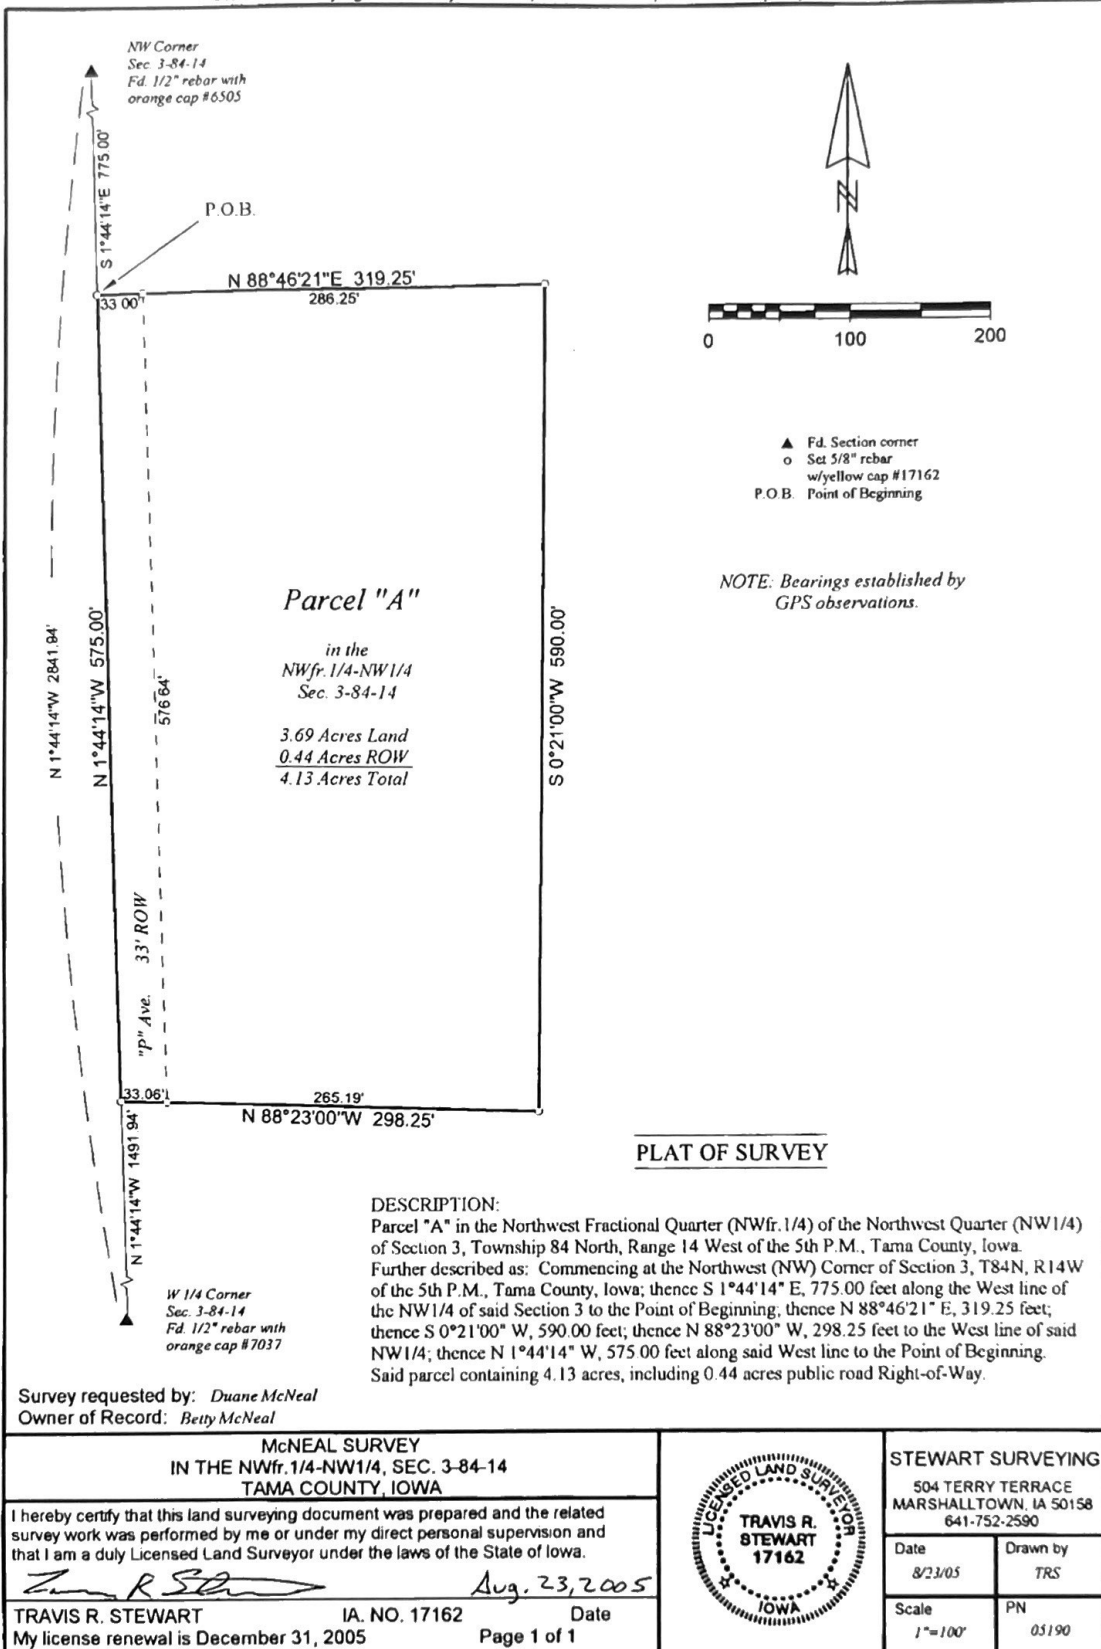 NW Corner
Sec. 3-84-14
Fd. 1/2" rebar with
orange cap #6505
S 1°44'14"E 775.00'
P.O.B.
N 88°46'21"E 319.25'
33.00'
286.25'
N
0 100 200
▲ Fd. Section corner
o Set 5/8" rebar
w/yellow cap #17162
P.O.B. Point of Beginning
NOTE: Bearings established by
GPS observations.
Parcel "A"
in the
NWfr.1/4-NW1/4
Sec. 3-84-14
3.69 Acres Land
0.44 Acres ROW
4.13 Acres Total
N 1°44'14"W 2841.94'
N 1°44'14"W 575.00'
576.64'
S 0°21'00"W 590.00'
"P" Ave. 33' ROW
33.06'
265.19'
N 88°23'00"W 298.25'
N 1°44'14"W 1491.94'
W 1/4 Corner
Sec. 3-84-14
Fd. 1/2" rebar with
orange cap #7037
PLAT OF SURVEY
DESCRIPTION:
Parcel "A" in the Northwest Fractional Quarter (NWfr.1/4) of the Northwest Quarter (NW1/4)
of Section 3, Township 84 North, Range 14 West of the 5th P.M., Tama County, Iowa.
Further described as: Commencing at the Northwest (NW) Corner of Section 3, T84N, R14W
of the 5th P.M., Tama County, Iowa; thence S 1°44'14" E, 775.00 feet along the West line of
the NW1/4 of said Section 3 to the Point of Beginning; thence N 88°46'21" E, 319.25 feet;
thence S 0°21'00" W, 590.00 feet; thence N 88°23'00" W, 298.25 feet to the West line of said
NW1/4; thence N 1°44'14" W, 575.00 feet along said West line to the Point of Beginning.
Said parcel containing 4.13 acres, including 0.44 acres public road Right-of-Way.
Survey requested by: Duane McNeal
Owner of Record: Betty McNeal
McNEAL SURVEY
IN THE NWfr.1/4-NW1/4, SEC. 3-84-14
TAMA COUNTY, IOWA
I hereby certify that this land surveying document was prepared and the related
survey work was performed by me or under my direct personal supervision and
that I am a duly Licensed Land Surveyor under the laws of the State of Iowa.
Aug. 23, 2005
TRAVIS R. STEWART IA. NO. 17162 Date
My license renewal is December 31, 2005 Page 1 of 1
LICENSED LAND SURVEYOR
TRAVIS R.
STEWART
17162
IOWA
STEWART SURVEYING
504 TERRY TERRACE
MARSHALLTOWN, IA 50158
641-752-2590
Date
8/23/05
Drawn by
TRS
Scale
1"=100'
PN
05190